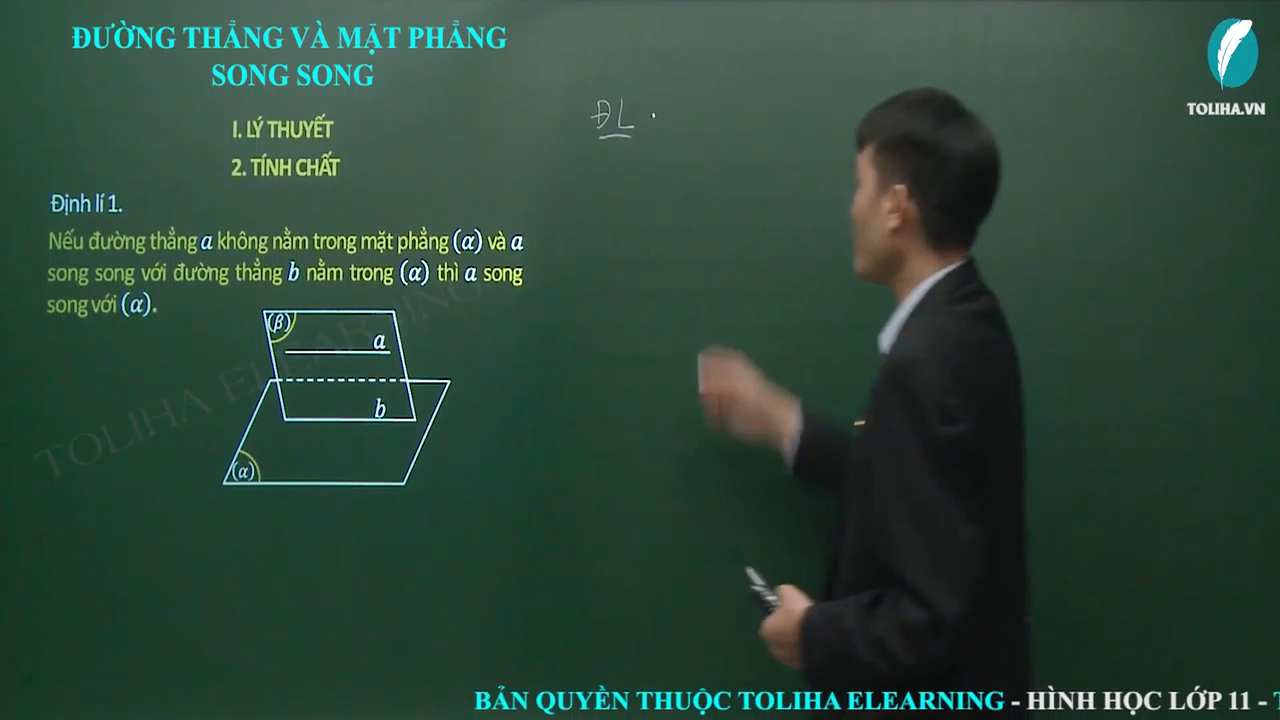 ĐƯỜNG THẲNG VÀ MẶT PHẲNG
SONG SONG
TOLIHA.VN
I. LÝ THUYẾT
2. TÍNH CHẤT
Định lí 1.
Nếu đường thẳng a không nằm trong mặt phẳng (α) và a
song song với đường thẳng b nằm trong (α) thì a song
song với (α).
ĐL
(β)
a
b
(α)
TOLIHA ELEARNING
BẢN QUYỀN THUỘC TOLIHA ELEARNING - HÌNH HỌC LỚP 11 -